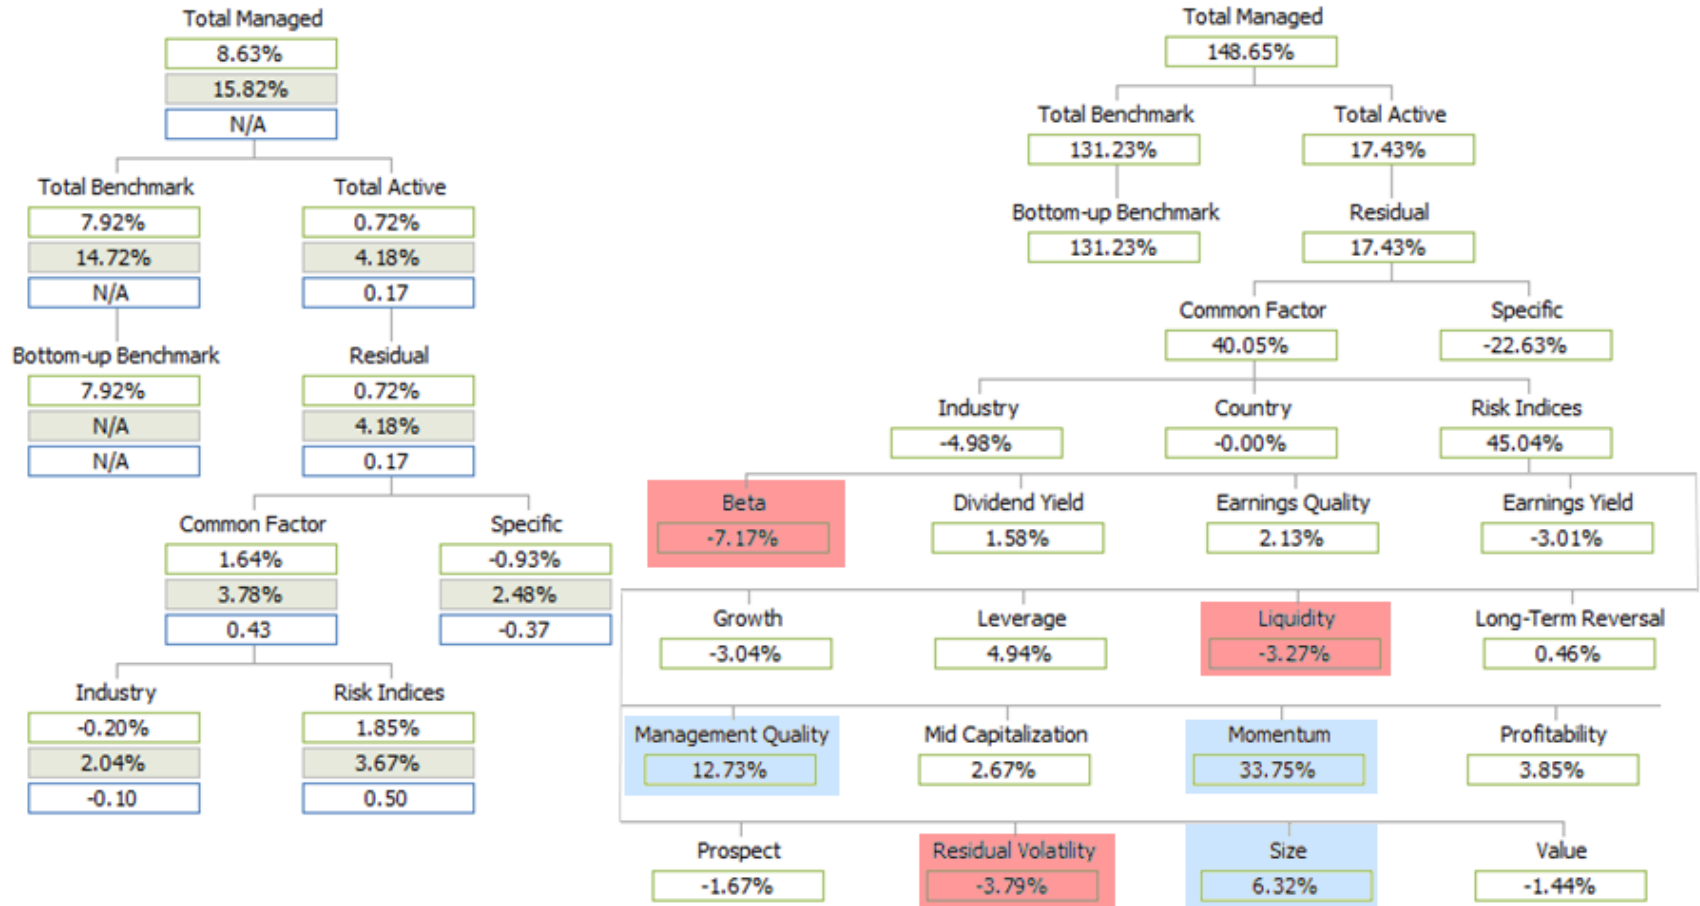 Total Managed
8.63%
15.82%
N/A
Total Benchmark
7.92%
14.72%
N/A
Total Active
0.72%
4.18%
0.17
Bottom-up Benchmark
7.92%
N/A
N/A
Residual
0.72%
4.18%
0.17
Common Factor
1.64%
3.78%
0.43
Specific
-0.93%
2.48%
-0.37
Industry
-0.20%
2.04%
-0.10
Risk Indices
1.85%
3.67%
0.50
Total Managed
148.65%
Total Benchmark
131.23%
Total Active
17.43%
Bottom-up Benchmark
131.23%
Residual
17.43%
Common Factor
40.05%
Specific
-22.63%
Industry
-4.98%
Country
-0.00%
Risk Indices
45.04%
Beta
-7.17%
Dividend Yield
1.58%
Earnings Quality
2.13%
Earnings Yield
-3.01%
Growth
-3.04%
Leverage
4.94%
Liquidity
-3.27%
Long-Term Reversal
0.46%
Management Quality
12.73%
Mid Capitalization
2.67%
Momentum
33.75%
Profitability
3.85%
Prospect
-1.67%
Residual Volatility
-3.79%
Size
6.32%
Value
-1.44%